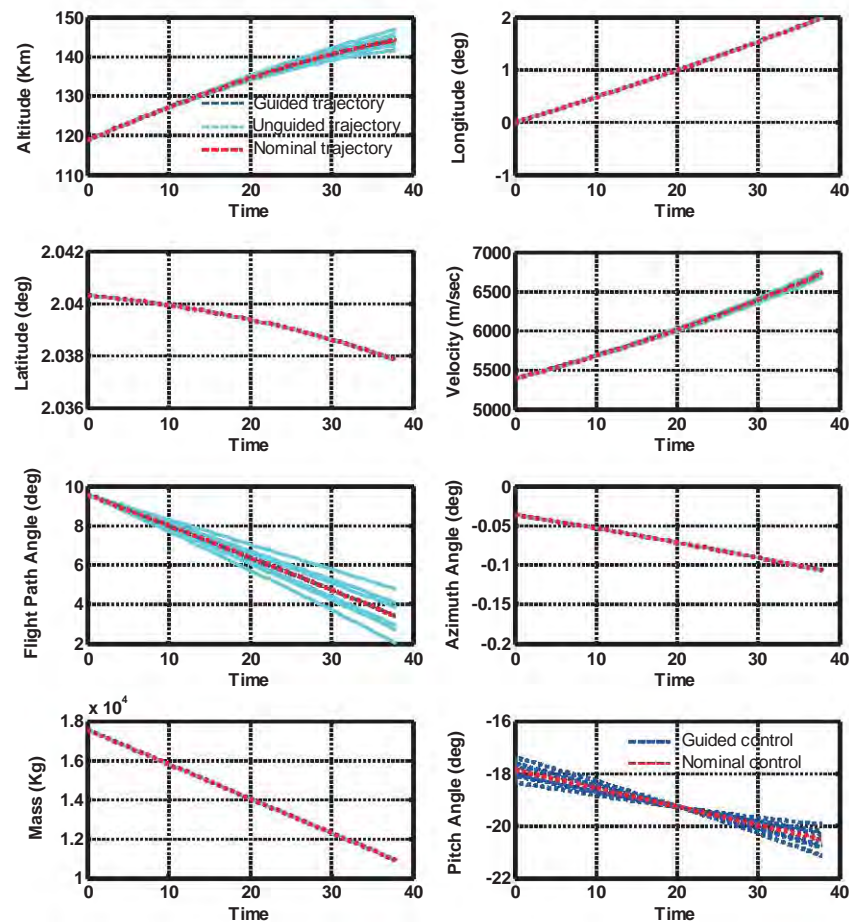 150
140
130
120
110
Altitude (Km)
Guided trajectory
Unguided trajectory
Nominal trajectory
0 10 20 30 40
Time
2
1
0
-1
Longitude (deg)
0 10 20 30 40
Time
2.042
2.04
2.038
2.036
Latitude (deg)
0 10 20 30 40
Time
7000
6500
6000
5500
5000
Velocity (m/sec)
0 10 20 30 40
Time
10
8
6
4
2
Flight Path Angle (deg)
0 10 20 30 40
Time
0
-0.05
-0.1
-0.15
-0.2
Azimuth Angle (deg)
0 10 20 30 40
Time
x 10^4
1.8
1.6
1.4
1.2
1
Mass (Kg)
0 10 20 30 40
Time
-16
-18
-20
-22
Pitch Angle (deg)
Guided control
Nominal control
0 10 20 30 40
Time